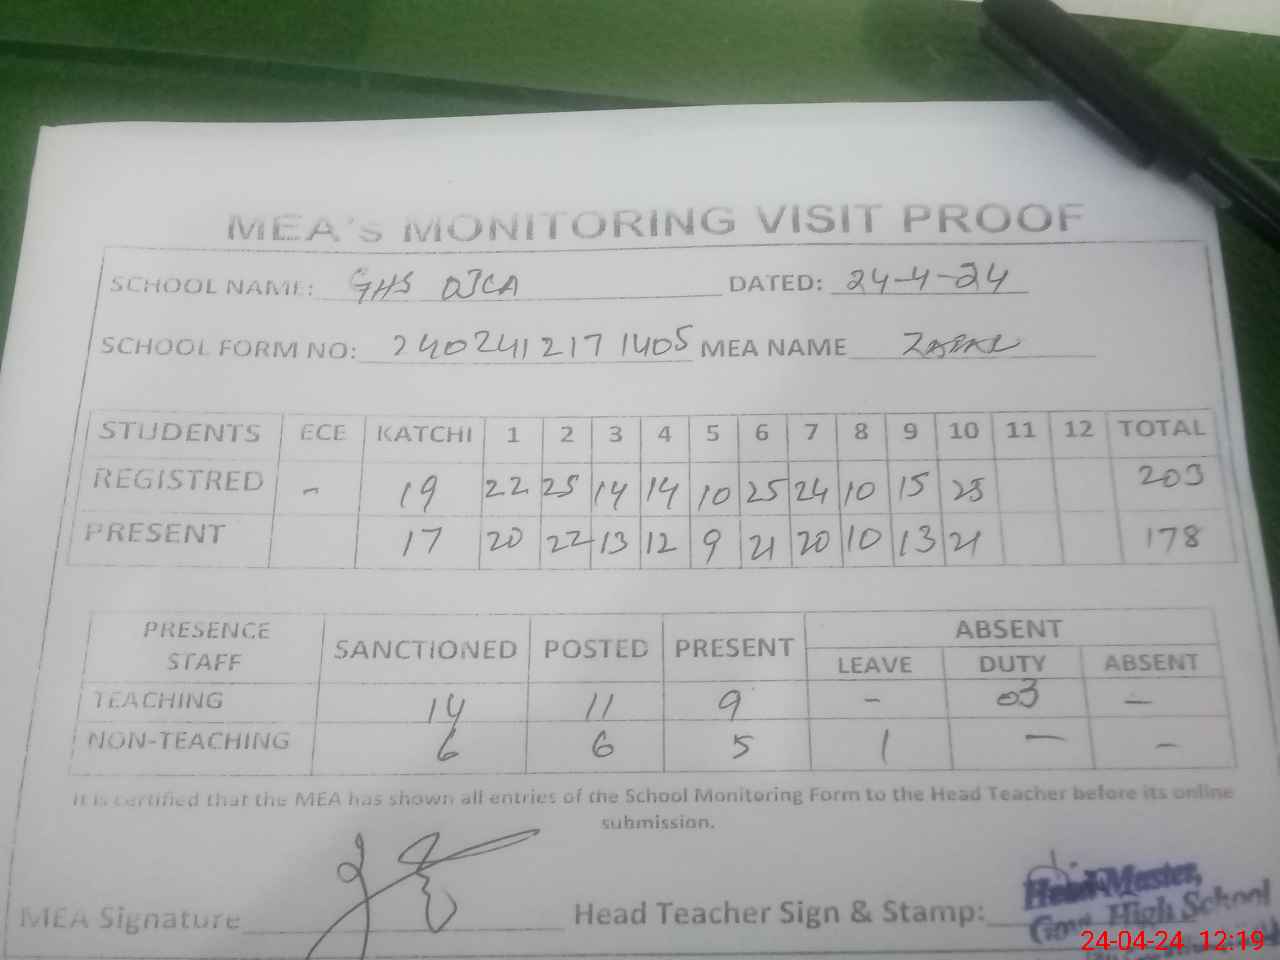 MEA's MONITORING VISIT PROOF
SCHOOL NAME: GHS OJCA DATED: 24-4-24
SCHOOL FORM NO: 2402412171405 MEA NAME ZAFAR
STUDENTS ECE KATCHI 1 2 3 4 5 6 7 8 9 10 11 12 TOTAL
REGISTRED - 19 22 25 14 14 10 25 24 10 15 25 203
PRESENT 17 20 22 13 12 9 21 20 10 13 21 178
PRESENCE STAFF SANCTIONED POSTED PRESENT ABSENT
LEAVE DUTY ABSENT
TEACHING 14 11 9 - 03 -
NON-TEACHING 6 6 5 1 - -
It is certified that the MEA has shown all entries of the School Monitoring Form to the Head Teacher before its online
submission.
MEA Signature Head Teacher Sign & Stamp:
Head Master,
Govt. High School
24-04-24 12:19